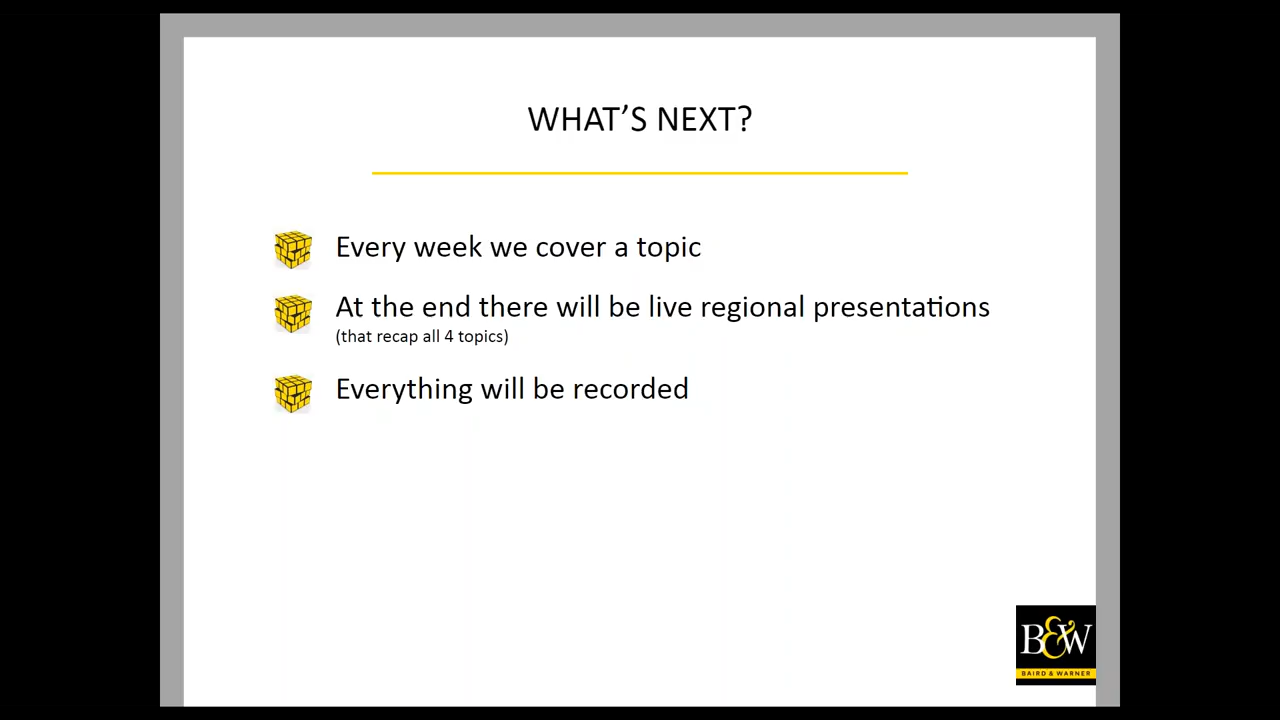 WHAT’S NEXT?
Every week we cover a topic
At the end there will be live regional presentations
(that recap all 4 topics)
Everything will be recorded
B&W
BAIRD & WARNER